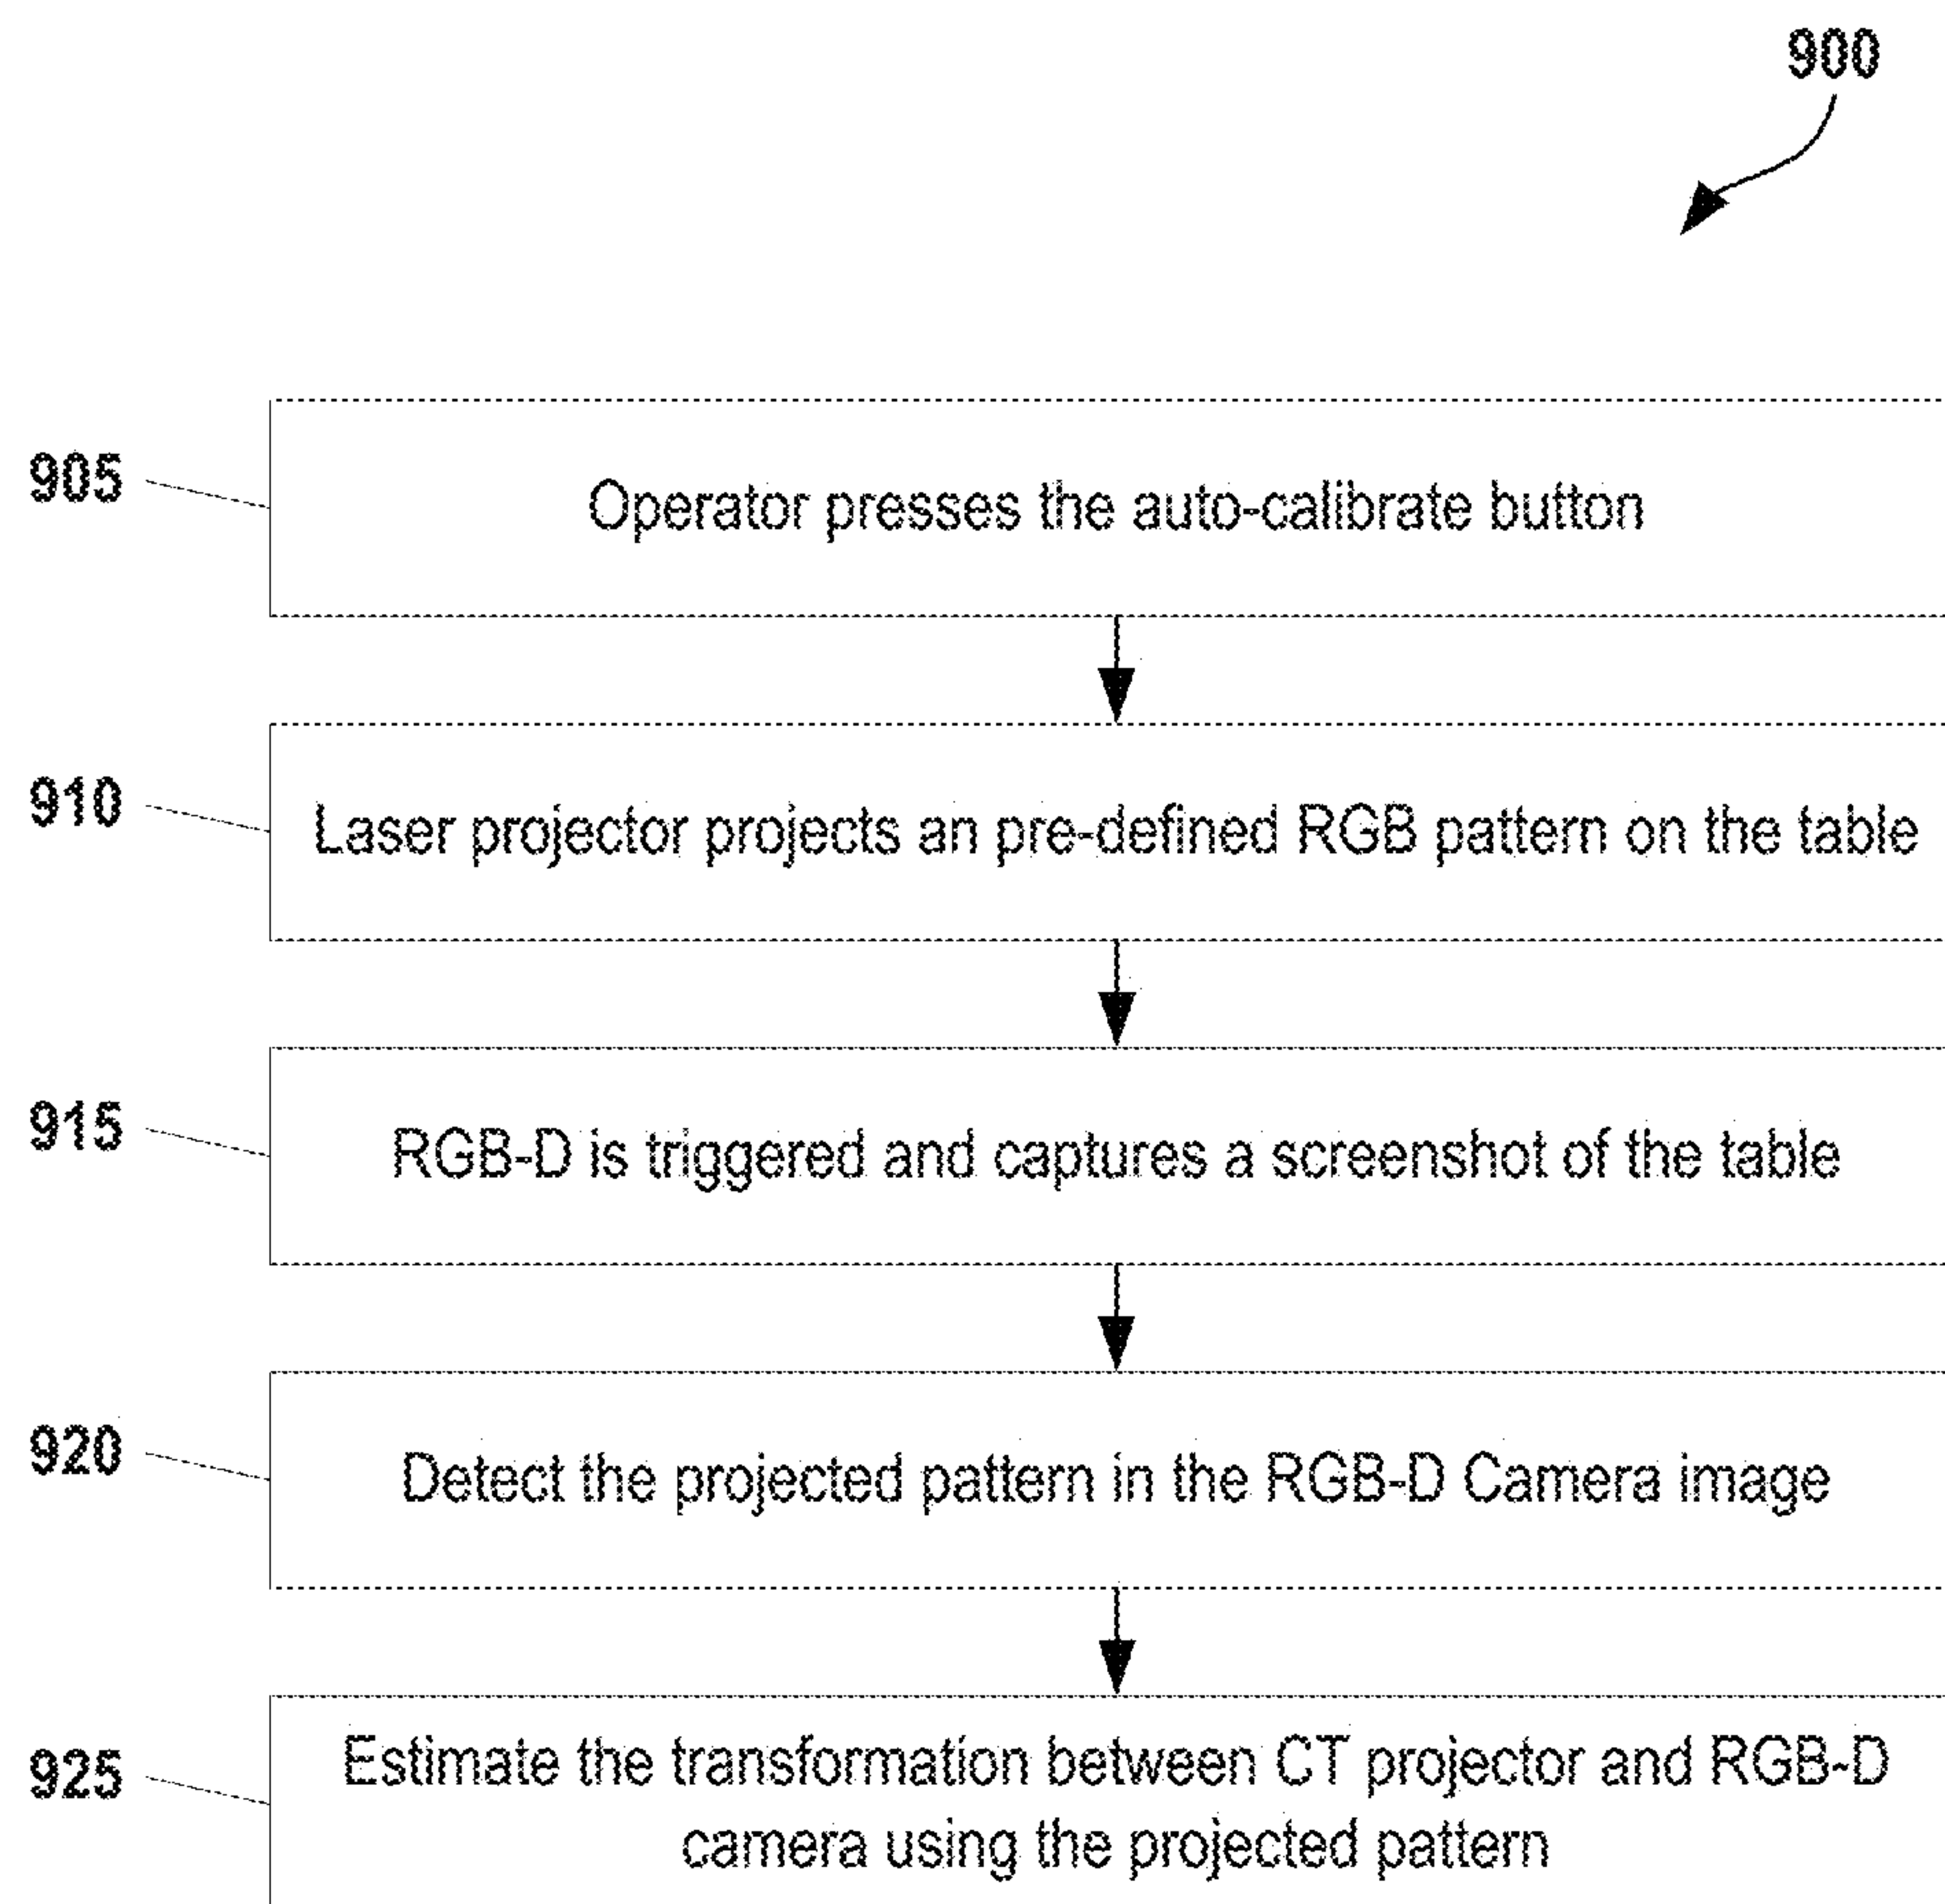 900
905
Operator presses the auto-calibrate button
910
Laser projector projects an pre-defined RGB pattern on the table
915
RGB-D is triggered and captures a screenshot of the table
920
Detect the projected pattern in the RGB-D Camera image
925
Estimate the transformation between CT projector and RGB-D
camera using the projected pattern